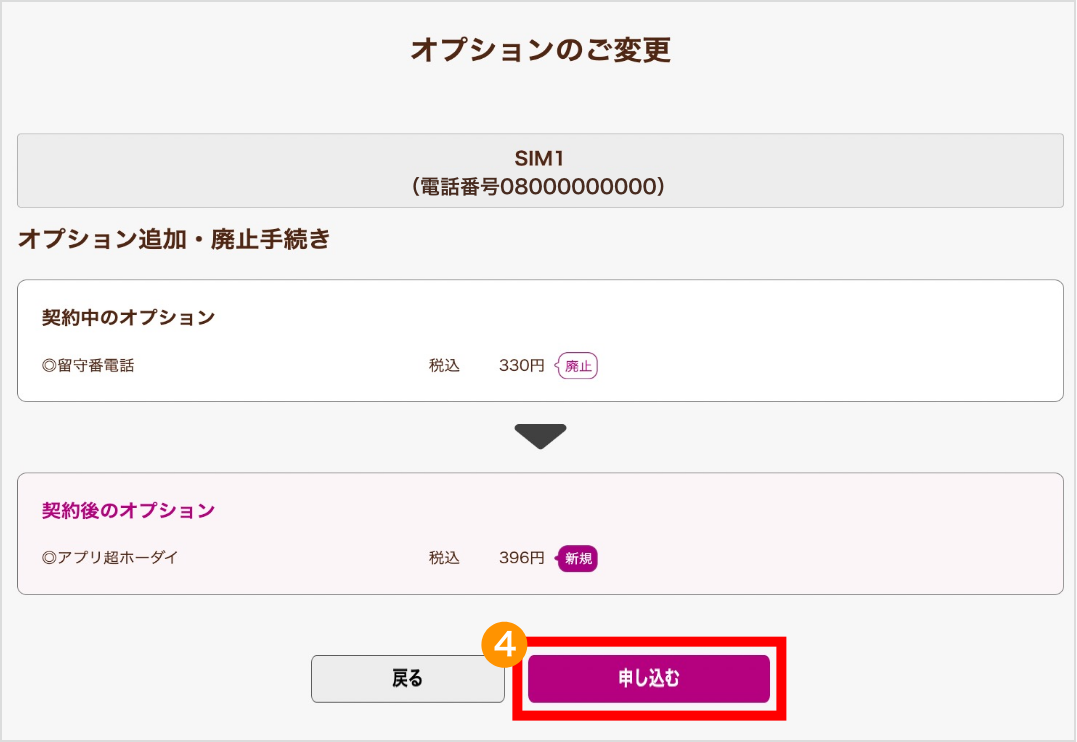 オプションのご変更
SIM1
（電話番号08000000000）
オプション追加・廃止手続き
契約中のオプション
◎留守番電話 税込 330円 廃止
契約後のオプション
◎アプリ超ホーダイ 税込 396円 新規
4
戻る 申し込む